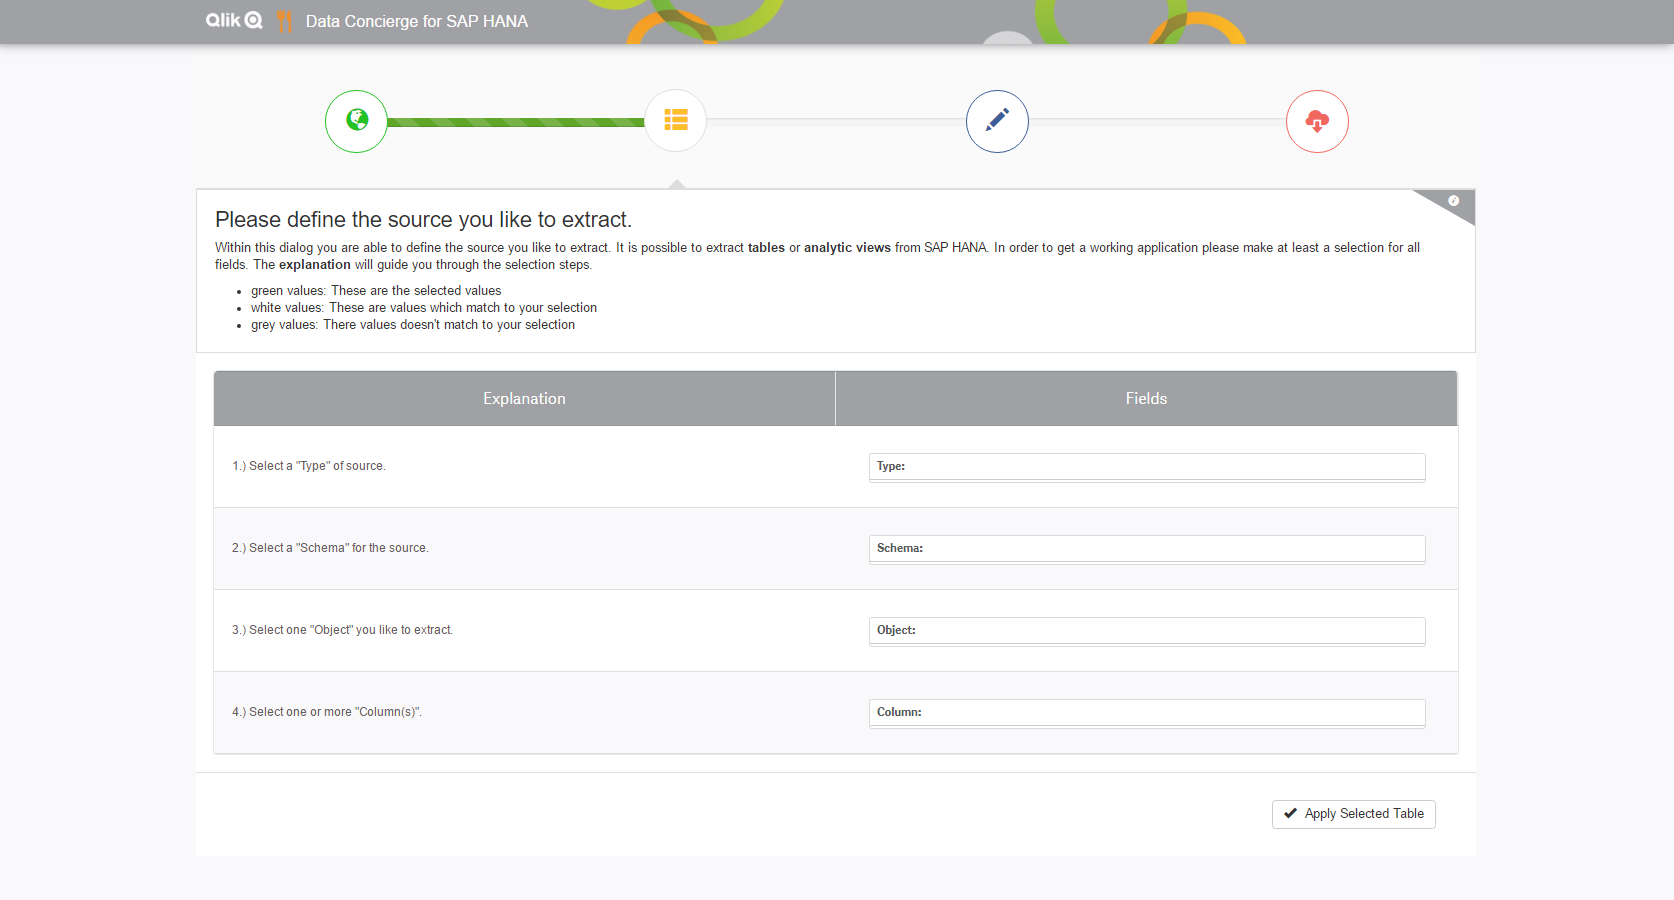 Qlik Data Concierge for SAP HANA
Please define the source you like to extract.
Within this dialog you are able to define the source you like to extract. It is possible to extract tables or analytic views from SAP HANA. In order to get a working application please make at least a selection for all
fields. The explanation will guide you through the selection steps.
green values: These are the selected values
white values: These are values which match to your selection
grey values: There values doesn't match to your selection
Explanation Fields
1.) Select a "Type" of source. Type:
2.) Select a "Schema" for the source. Schema:
3.) Select one "Object" you like to extract. Object:
4.) Select one or more "Column(s)". Column:
Apply Selected Table